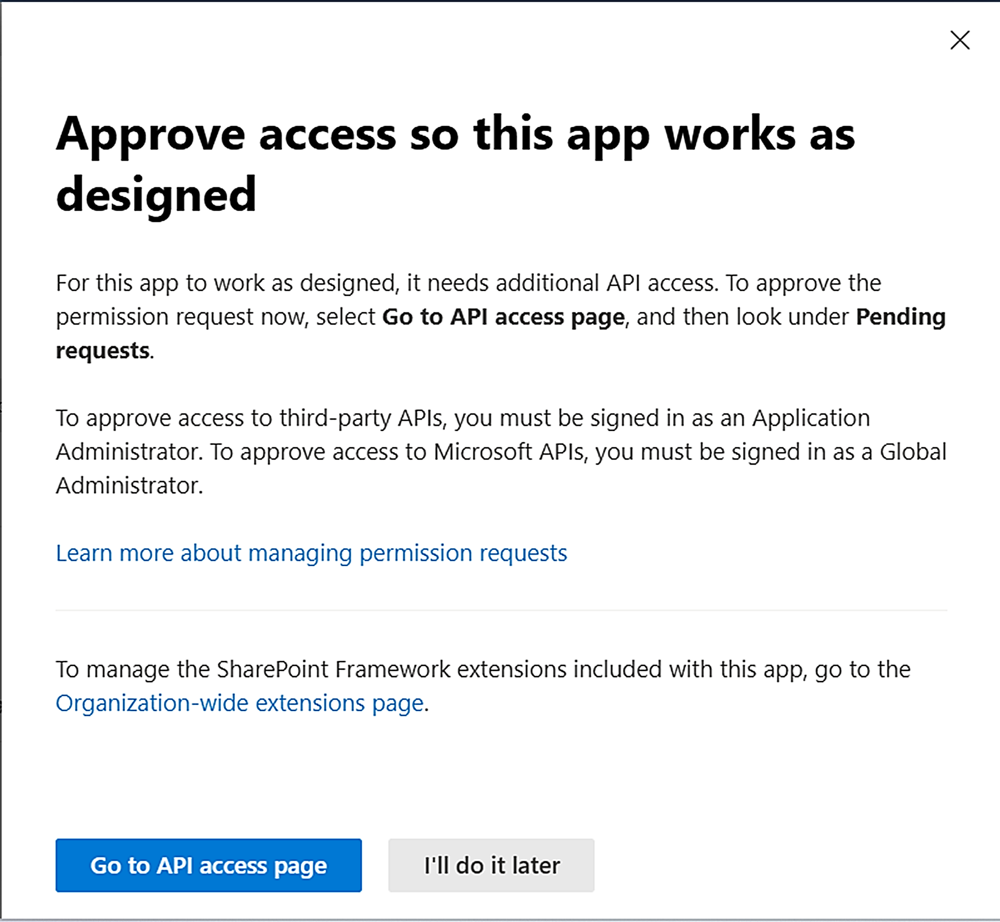 Approve access so this app works as
designed
For this app to work as designed, it needs additional API access. To approve the
permission request now, select Go to API access page, and then look under Pending
requests.
To approve access to third-party APIs, you must be signed in as an Application
Administrator. To approve access to Microsoft APIs, you must be signed in as a Global
Administrator.
Learn more about managing permission requests
To manage the SharePoint Framework extensions included with this app, go to the
Organization-wide extensions page.
Go to API access page
I'll do it later